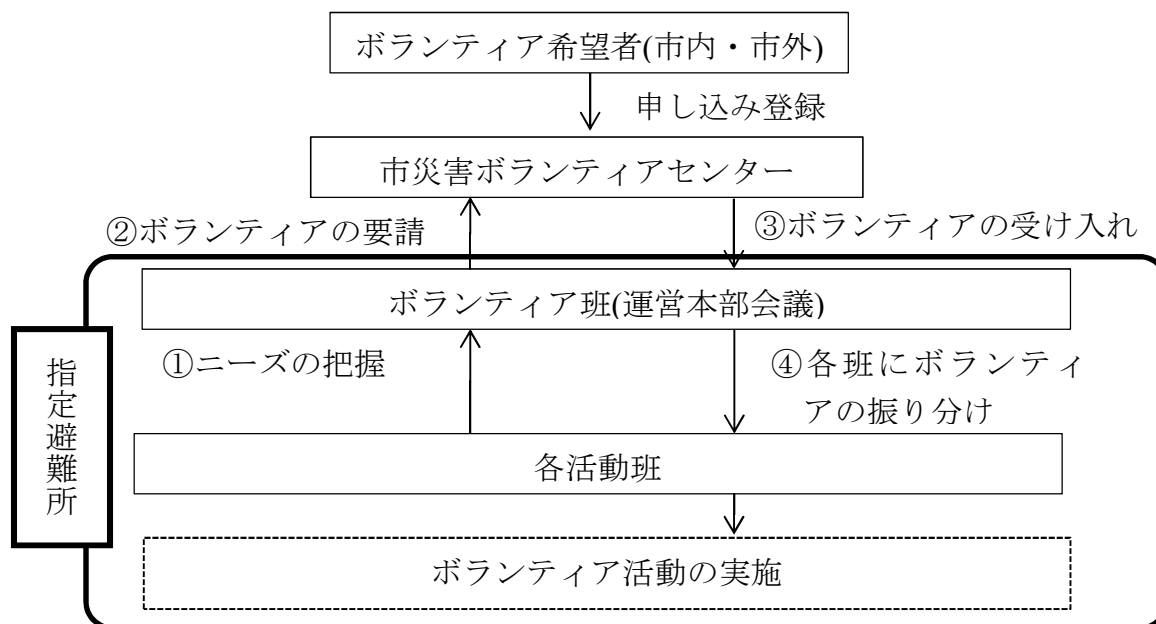 ボランティア希望者(市内・市外)
申し込み登録
市災害ボランティアセンター
②ボランティアの要請
③ボランティアの受け入れ
ボランティア班(運営本部会議)
指定避難所
①ニーズの把握
④各班にボランティ
アの振り分け
各活動班
ボランティア活動の実施